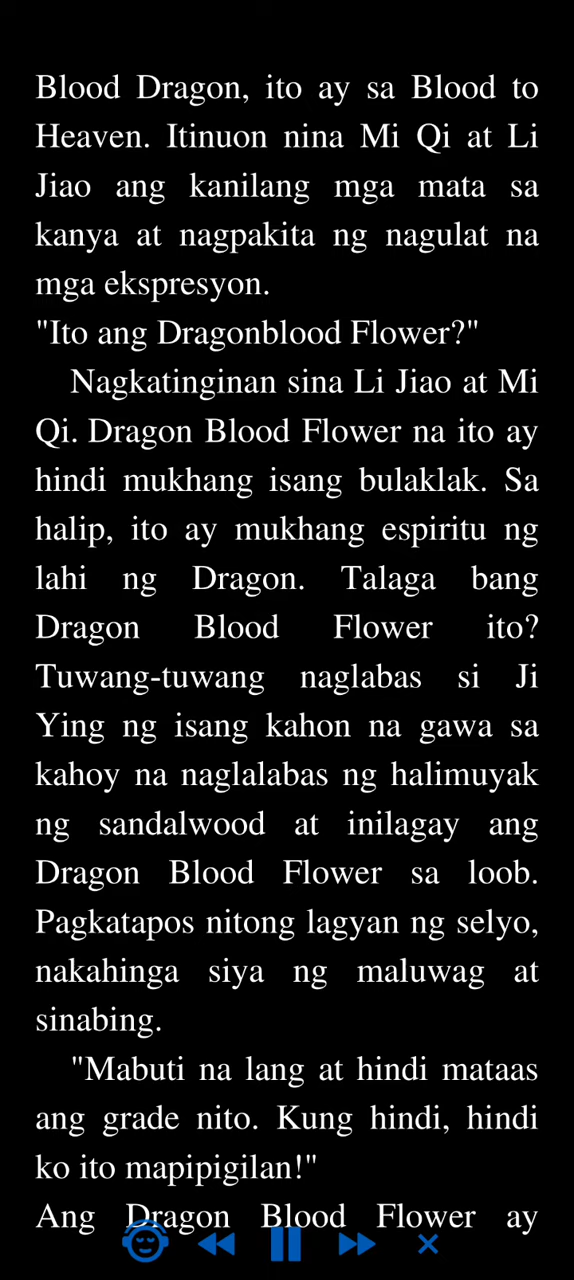 Blood Dragon, ito ay sa Blood to
Heaven. Itinuon nina Mi Qi at Li
Jiao ang kanilang mga mata sa
kanya at nagpakita ng nagulat na
mga ekspresyon.
"Ito ang Dragonblood Flower?"
Nagkatinginan sina Li Jiao at Mi
Qi. Dragon Blood Flower na ito ay
hindi mukhang isang bulaklak. Sa
halip, ito ay mukhang espiritu ng
lahi ng Dragon. Talaga bang
Dragon Blood Flower ito?
Tuwang-tuwang naglabas si Ji
Ying ng isang kahon na gawa sa
kahoy na naglalabas ng halimuyak
ng sandalwood at inilagay ang
Dragon Blood Flower sa loob.
Pagkatapos nitong lagyan ng selyo,
nakahinga siya ng maluwag at
sinabing.
"Mabuti na lang at hindi mataas
ang grade nito. Kung hindi, hindi
ko ito mapipigilan!"
Ang Dragon Blood Flower ay